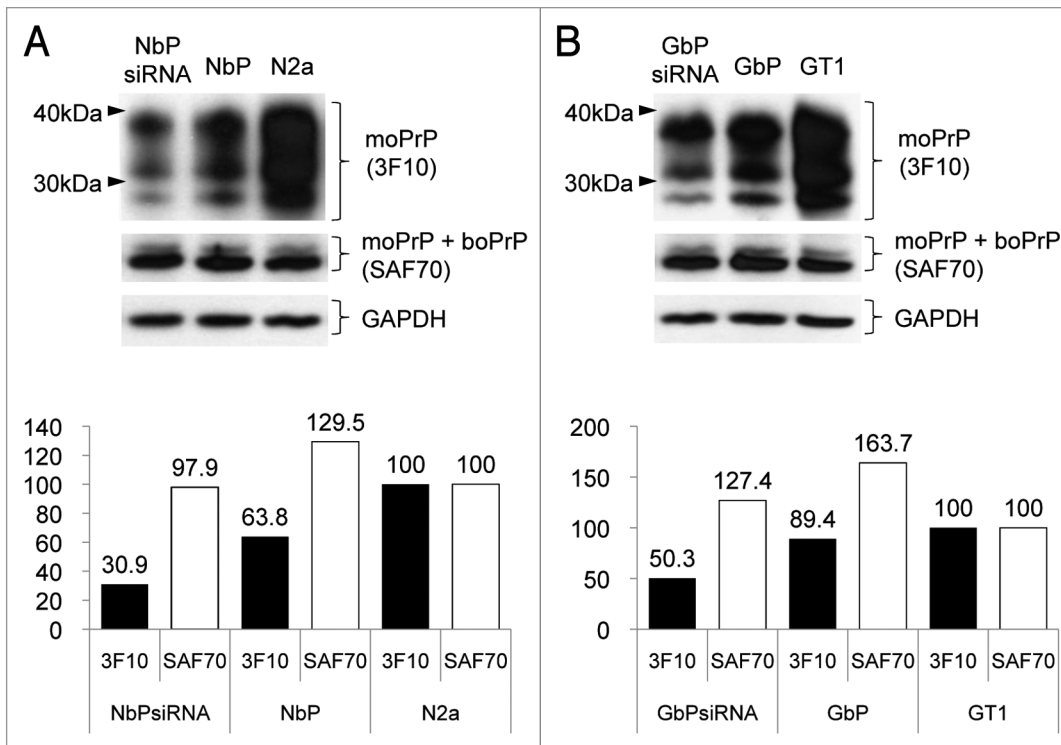 A
NbP
siRNA
NbP
N2a
40kDa
30kDa
moPrP
(3F10)
moPrP + boPrP
(SAF70)
GAPDH
140
120
100
80
60
40
20
0
30.9
97.9
63.8
129.5
100
100
3F10
SAF70
3F10
SAF70
3F10
SAF70
NbPsiRNA
NbP
N2a
B
GbP
siRNA
GbP
GT1
40kDa
30kDa
moPrP
(3F10)
moPrP + boPrP
(SAF70)
GAPDH
200
150
100
50
0
50.3
127.4
89.4
163.7
100
100
3F10
SAF70
3F10
SAF70
3F10
SAF70
GbPsiRNA
GbP
GT1